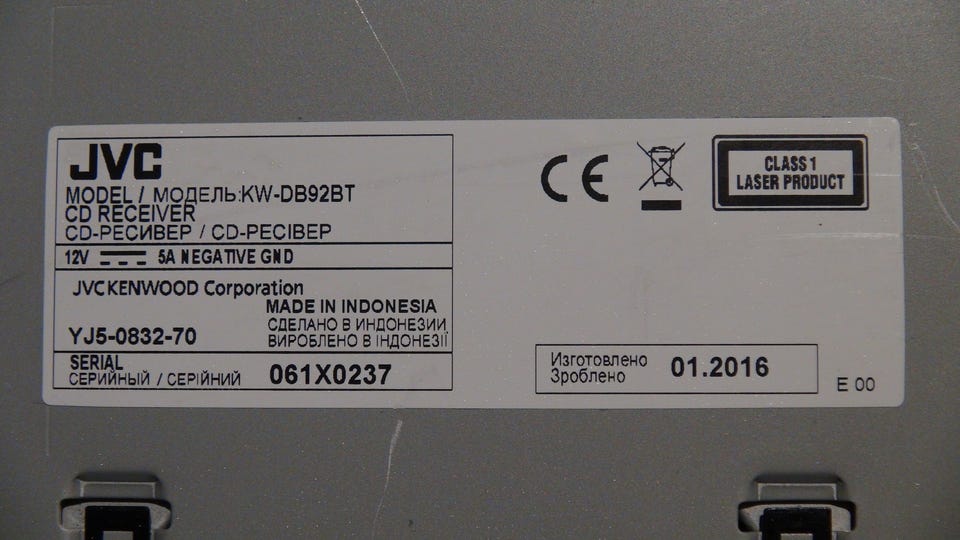 JVC
MODEL / МОДЕЛЬ:KW-DB92BT
CD RECEIVER
CD-РЕСИВЕР / CD-РЕСІВЕР
12V 5A NEGATIVE GND
JVCKENWOOD Corporation
MADE IN INDONESIA
СДЕЛАНО В ИНДОНЕЗИИ
YJ5-0832-70
ВИРОБЛЕНО В ІНДОНЕЗІЇ
SERIAL
СЕРИЙНЫЙ / СЕРІЙНИЙ
061X0237
CE
CLASS 1
LASER PRODUCT
Изготовлено
Зроблено
01.2016
E 00